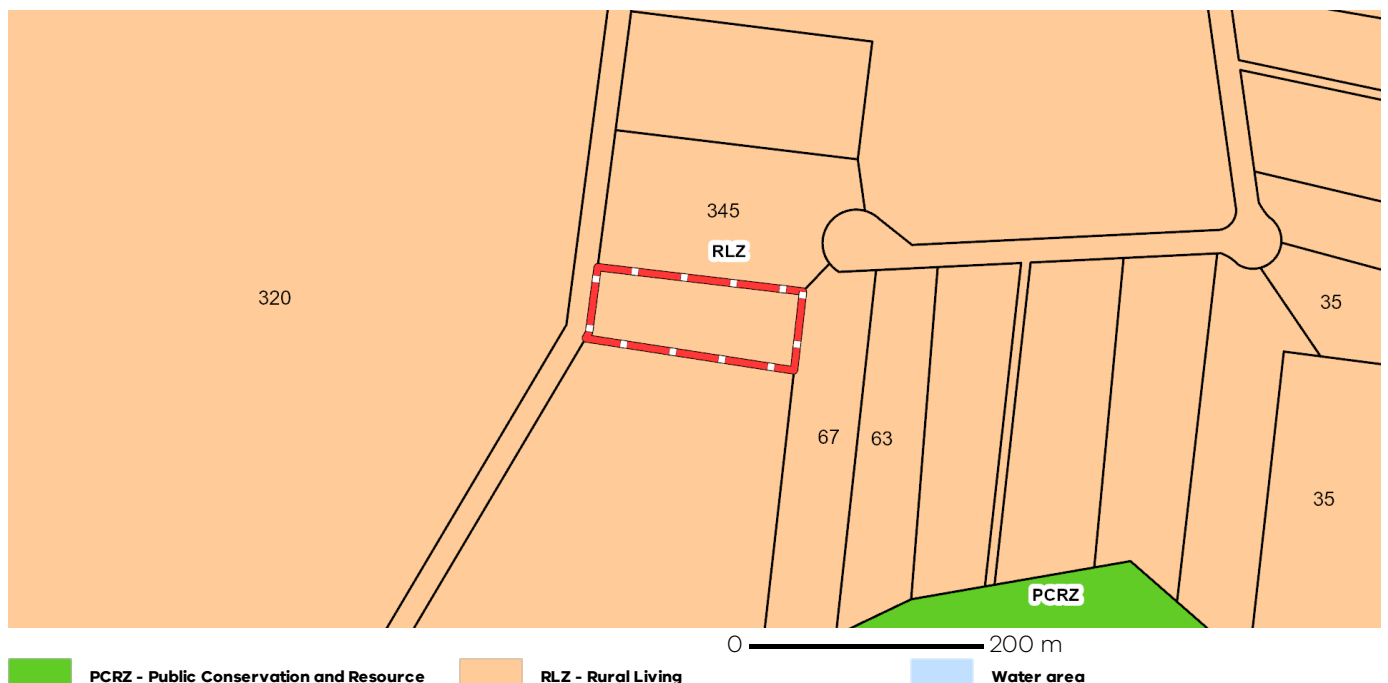 345
RLZ
320
35
67
63
35
PCRZ
0 200 m
PCRZ - Public Conservation and Resource
RLZ - Rural Living
Water area